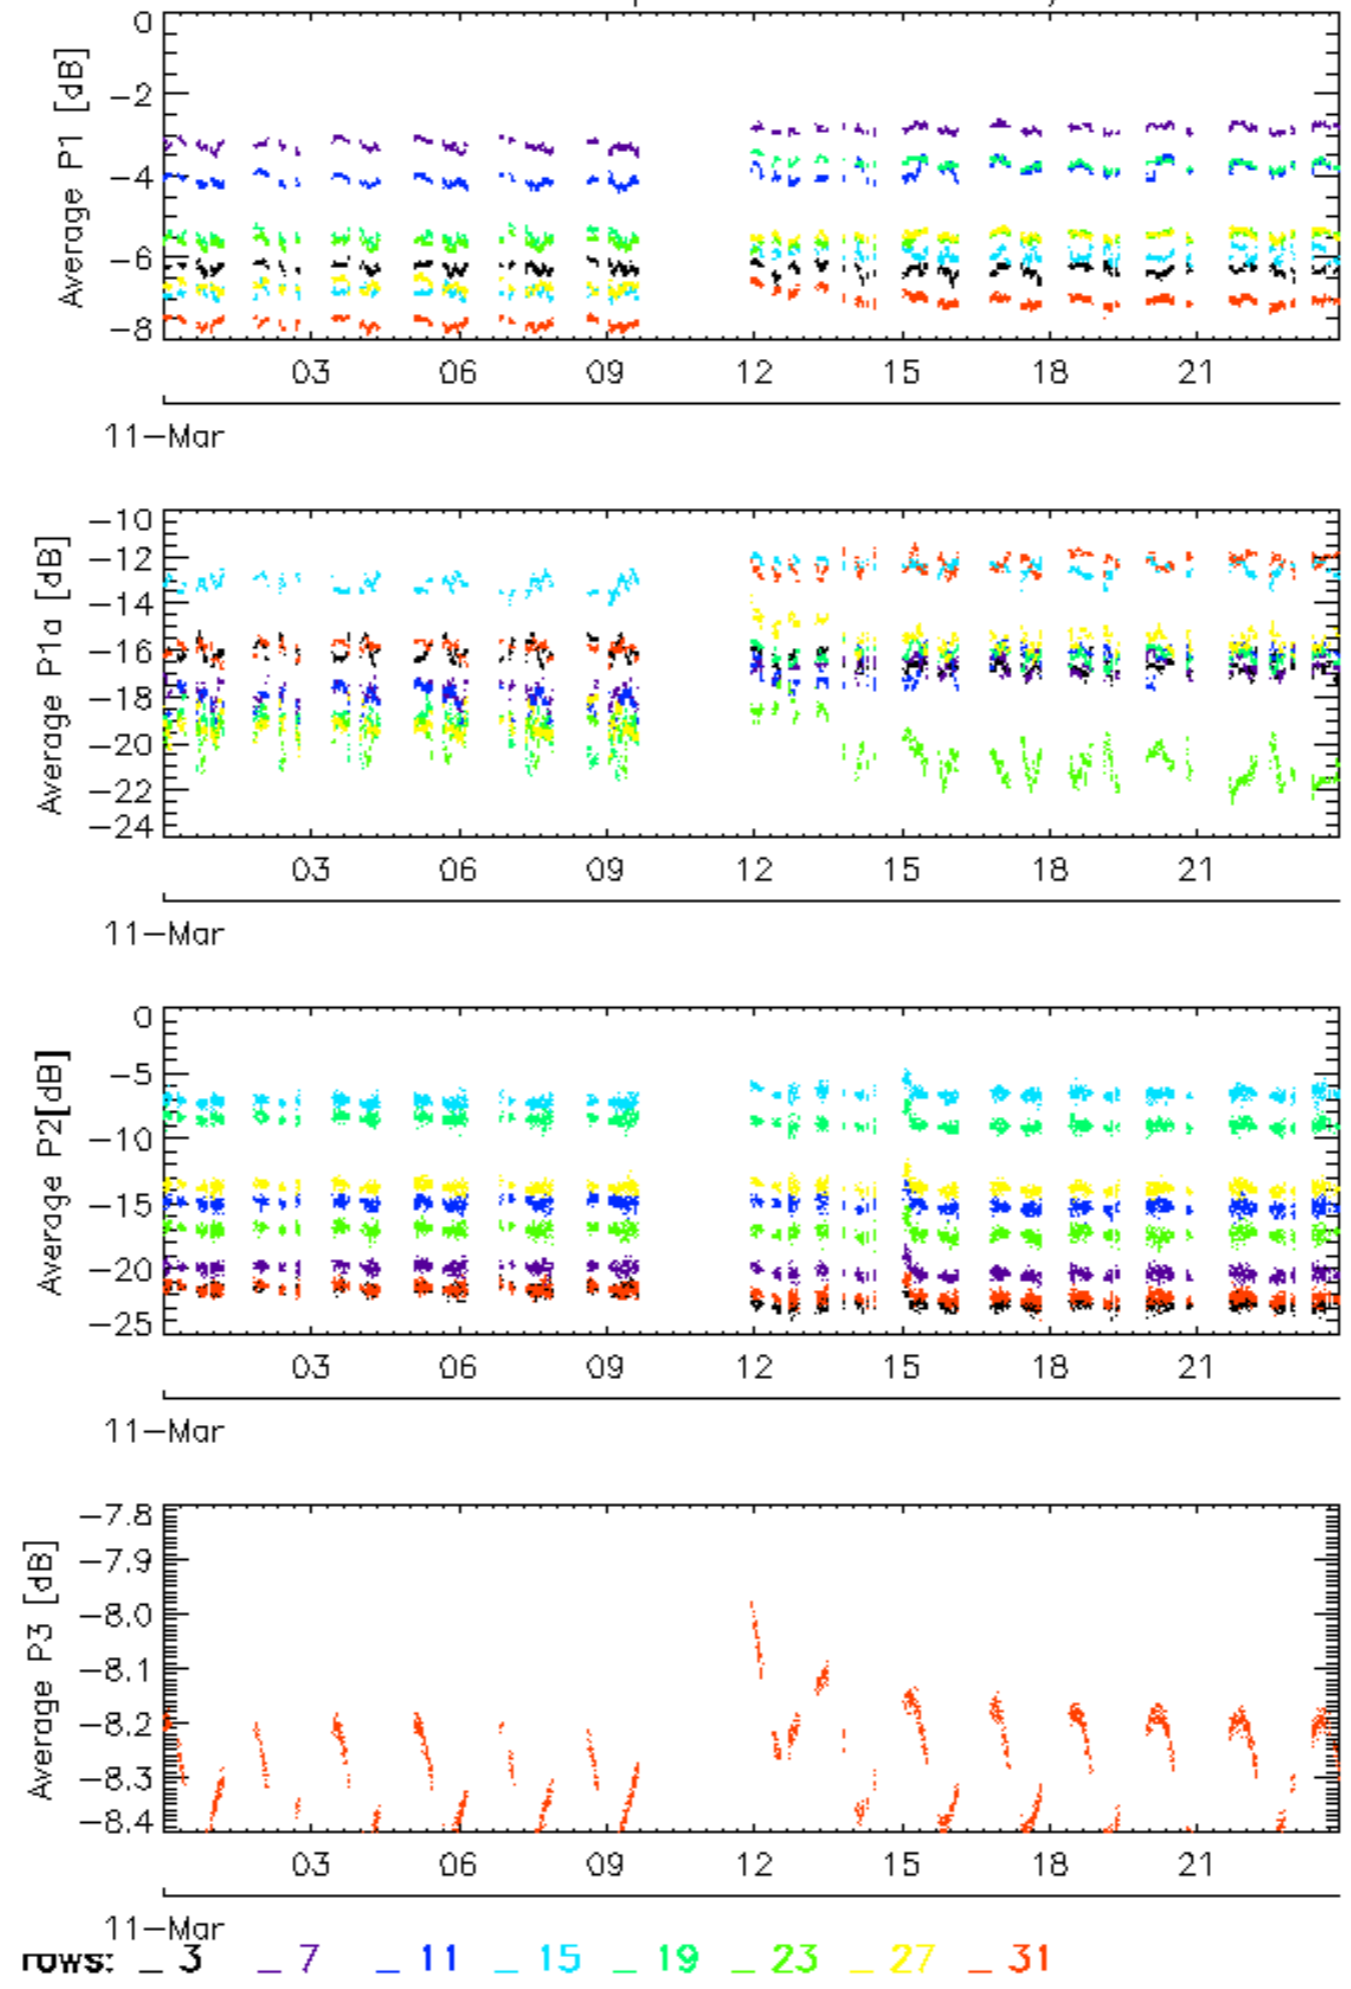 0
−2
−4
−6
−8
Average P1 [dB]
03 06 09 12 15 18 21
11−Mar
−10
−12
−14
−16
−18
−20
−22
−24
Average P1a [dB]
03 06 09 12 15 18 21
11−Mar
0
−5
−10
−15
−20
−25
Average P2[dB]
03 06 09 12 15 18 21
11−Mar
−7.8
−7.9
−8.0
−8.1
−8.2
−8.3
−8.4
Average P3 [dB]
03 06 09 12 15 18 21
11−Mar
rows: _ 3 _ 7 _ 11 _ 15 _ 19 _ 23 _ 27 _ 31